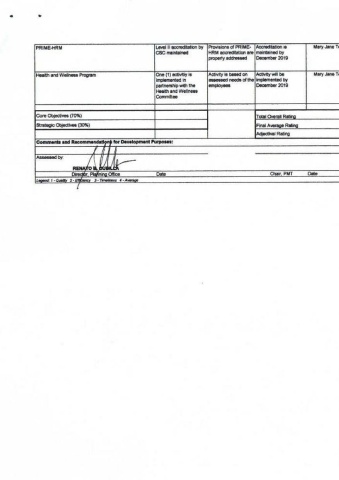 PRIME-HRM
Level II accreditation by CSC maintained
Provisions of PRIME-HRM accreditation are properly addressed
Accreditation is maintained by December 2019
Mary Jane
Health and Wellness Program
One (1) activity is implemented in partnership with the Health and Wellness Committee
Activity is based on assessed needs of the employees
Activity will be implemented by December 2019
Mary Jane
Core Objectives (70%)
Total Overall Rating
Strategic Objectives (30%)
Final Average Rating
Adjectival Rating
Comments and Recommendations for Development Purposes:
Assessed by:
RENATO
Director, Planning Office
Date
Chair, PMT
Date
Legend: 1 - Quality 2 - Efficiency 3 - Timeliness 4 - Average